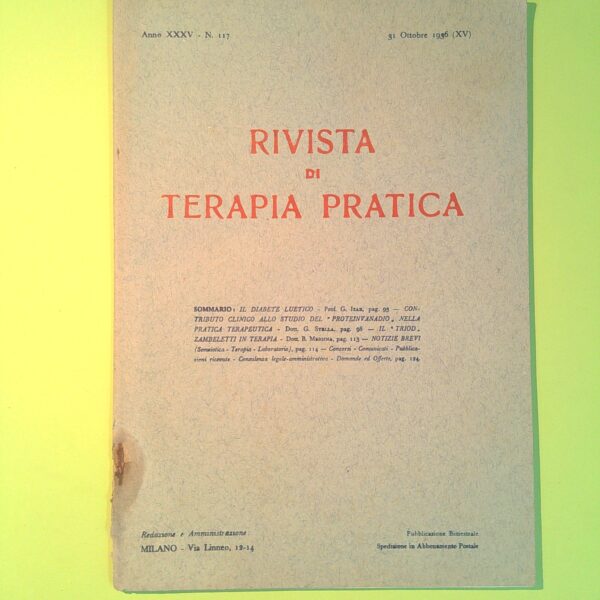 Anno XXXV - N. 117
31 Ottobre 1936 (XV)
RIVISTA
DI
TERAPIA PRATICA
SOMMARIO: IL DIABETE LUETICO - Prof. G. Izar, pag. 93 — CON-
TRIBUTO CLINICO ALLO STUDIO DEL "PROTEINVANADIO„ NELLA
PRATICA TERAPEUTICA - Dott. G. Stella, pag. 98 — IL "TRIOD„
ZAMBELETTI IN TERAPIA - Dott. B. Messina, pag. 113 — NOTIZIE BREVI
(Semeiotica - Terapia - Laboratorio), pag. 114 — Concorsi - Comunicati - Pubblica-
zioni ricevute - Consulenza legale-amministrativa - Domande ed Offerte, pag. 124.
Redazione e Amministrazione:
MILANO - Via Linneo, 12-14
Pubblicazione Bimestrale
Spedizione in Abbonamento Postale